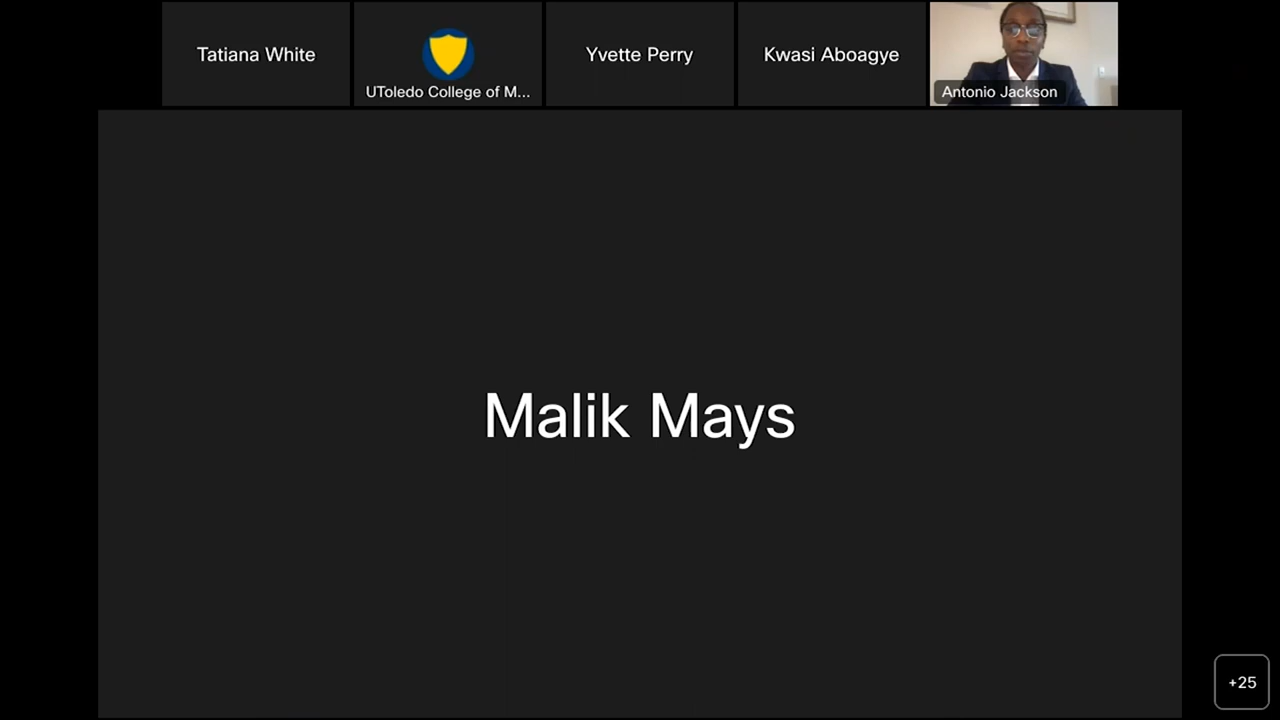 Tatiana White
UToledo College of M...
Yvette Perry
Kwasi Aboagye
Antonio Jackson
Malik Mays
+25